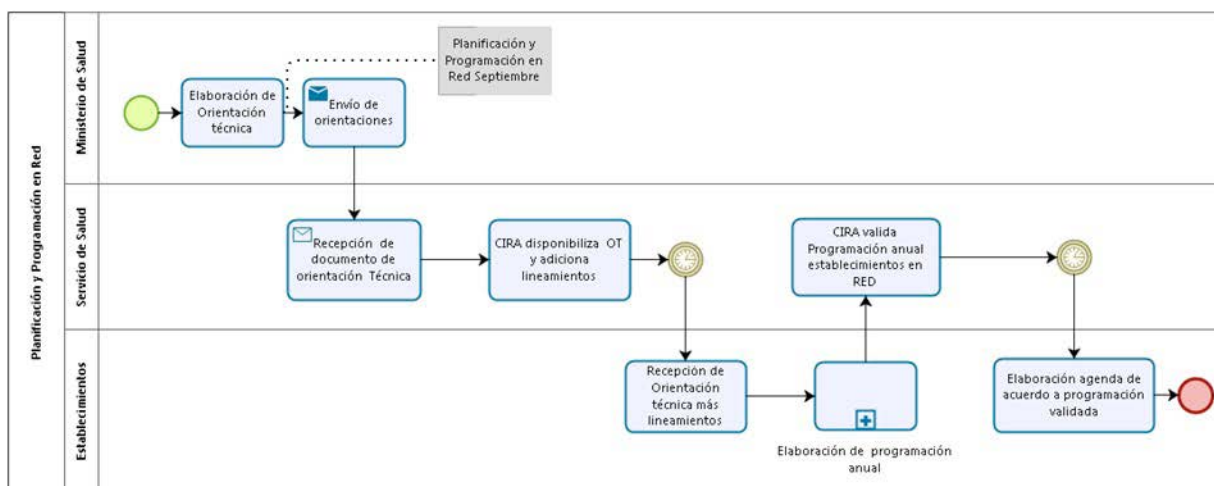 Planificación y Programación en Red
Ministerio de Salud
Elaboración de
Orientación
técnica
Envío de
orientaciones
Planificación y
Programación en
Red Septiembre
Servicio de Salud
Recepción de
documento de
orientación Técnica
CIRA disponibiliza OT
y adiciona
lineamientos
CIRA valida
Programación anual
establecimientos en
RED
Establecimientos
Recepción de
Orientación
técnica más
lineamientos
Elaboración de programación
anual
Elaboración agenda de
acuerdo a programación
validada